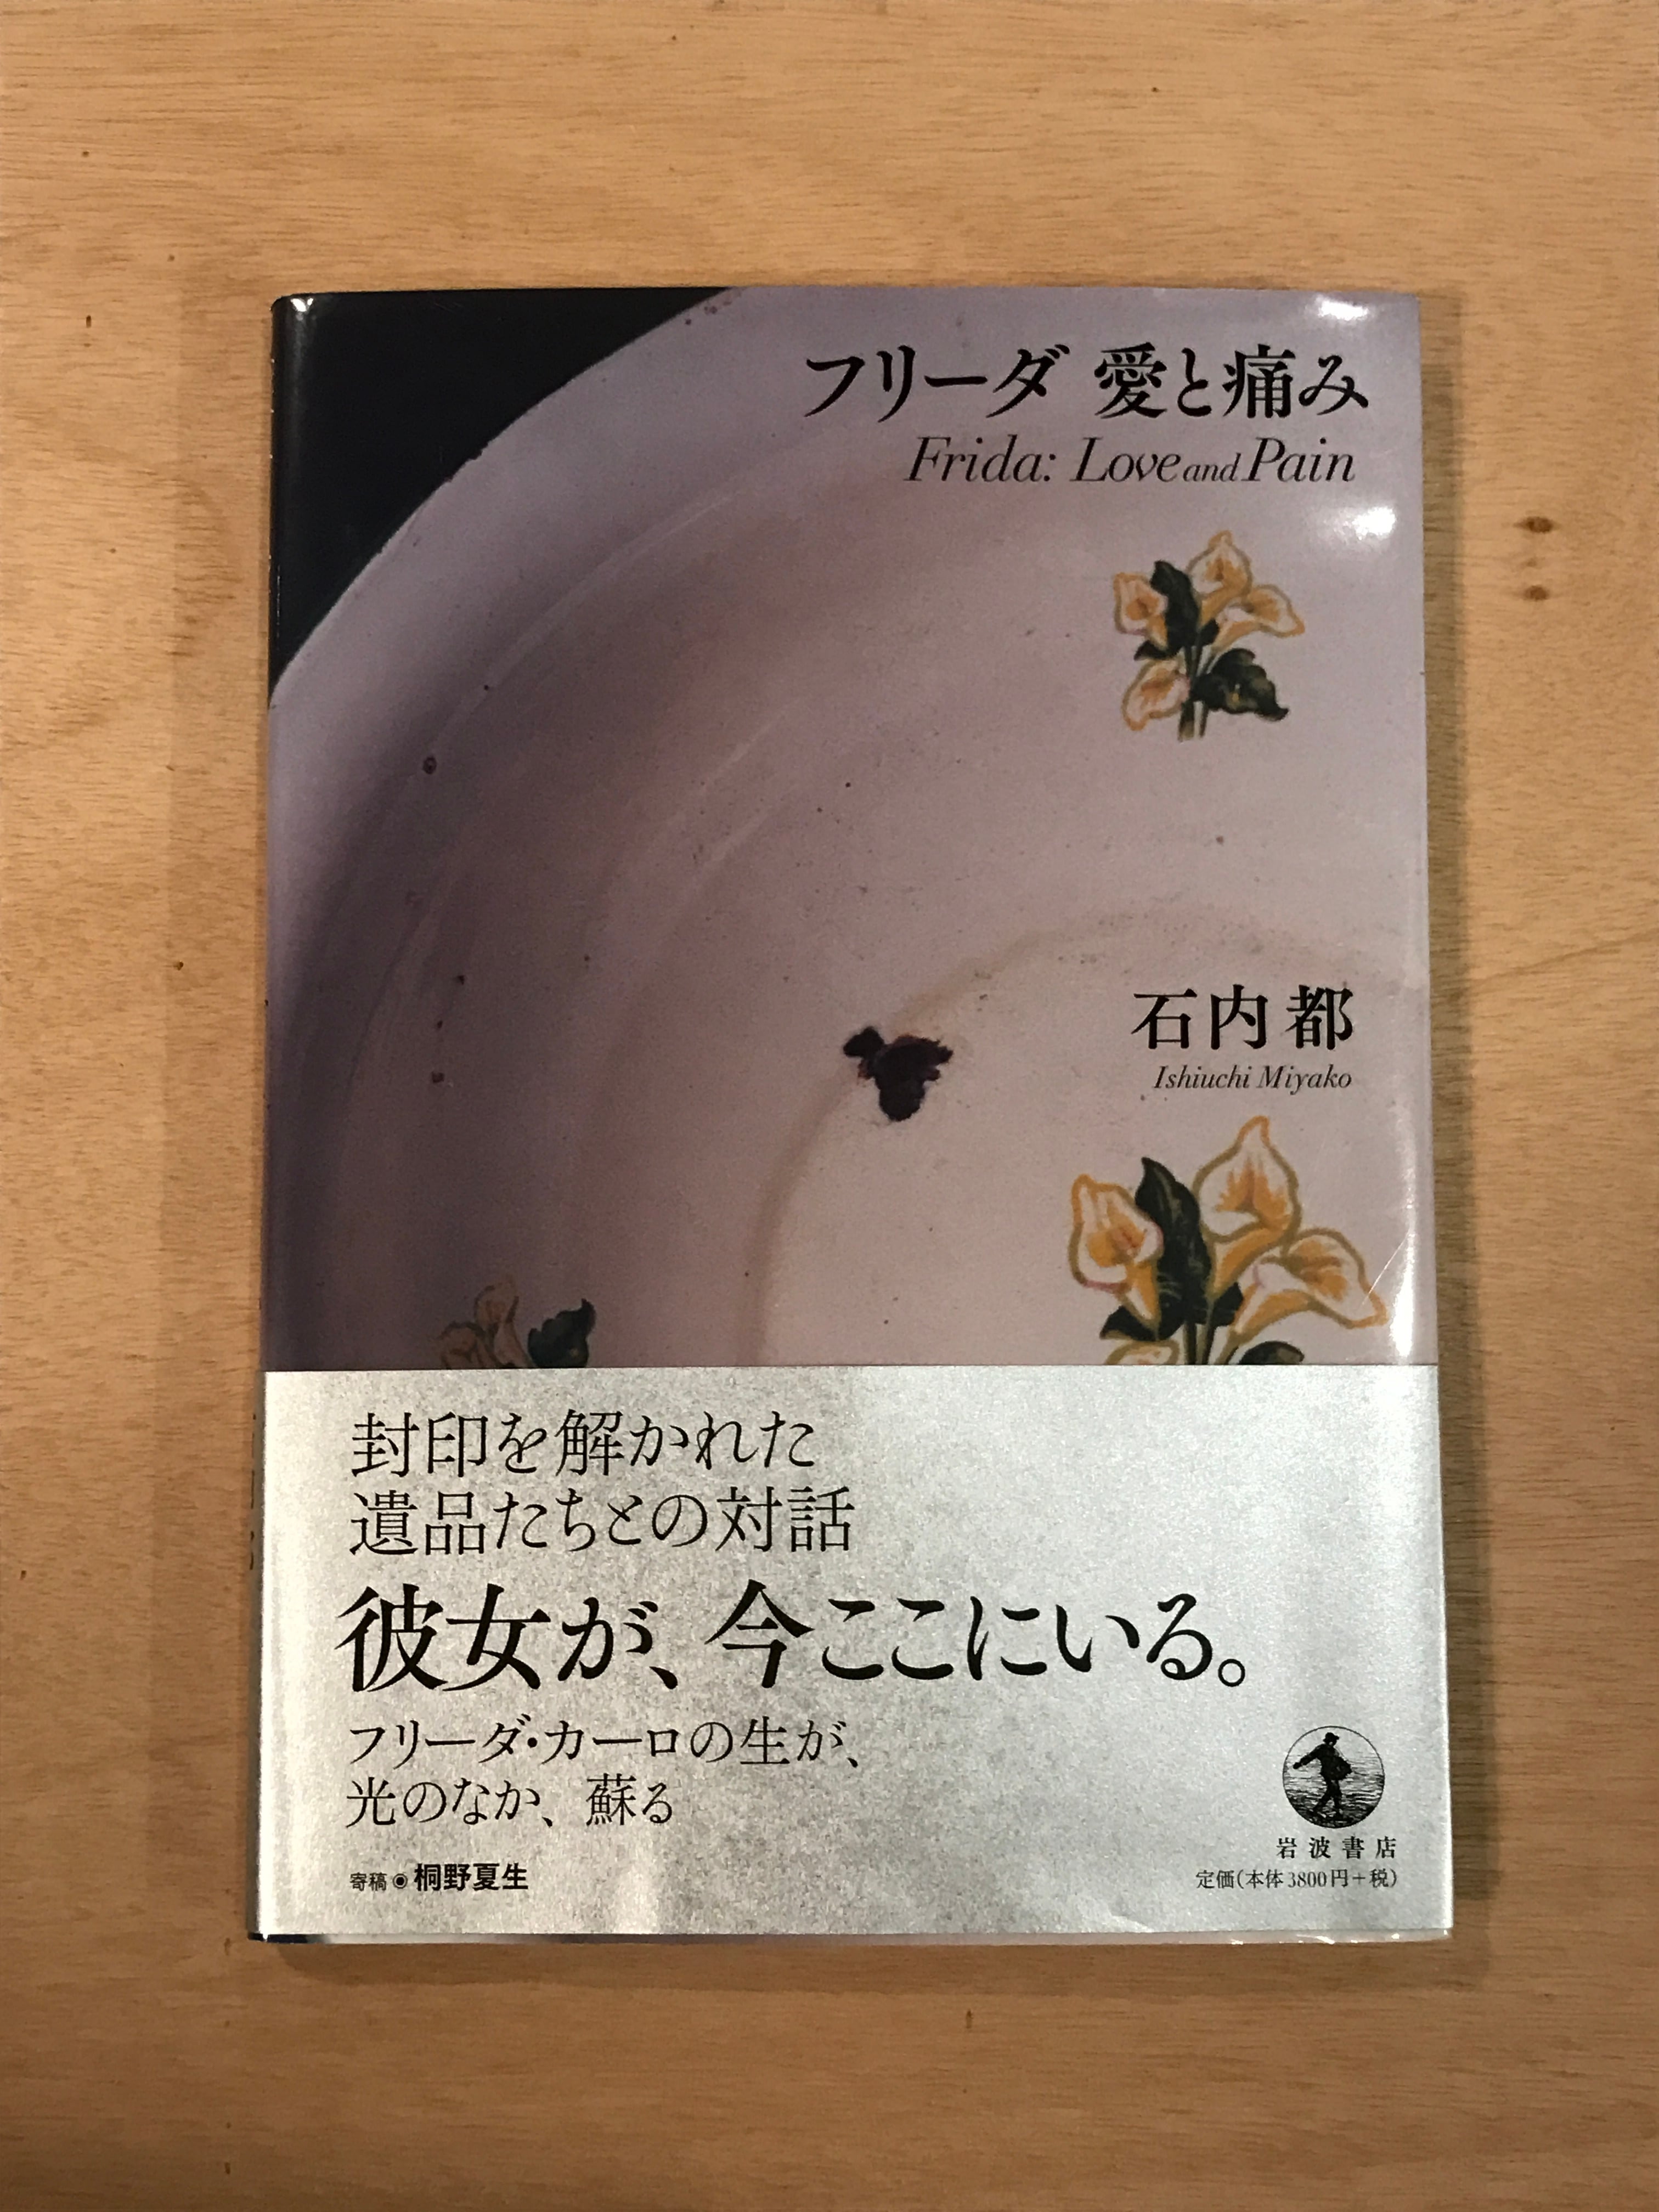 フリーダ 愛と痛み
Frida: Love and Pain
石内 都
Ishiuchi Miyako
封印を解かれた
遺品たちとの対話
彼女が、今ここにいる。
フリーダ・カーロの生が、
光のなか、蘇る
寄稿◉桐野夏生
岩波書店
定価(本体3800円+税)